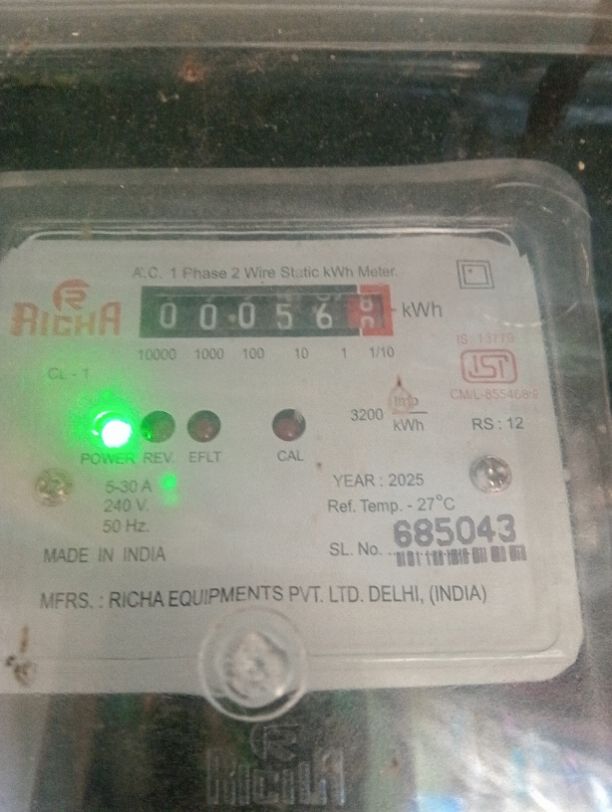 A.C. 1 Phase 2 Wire Static kWh Meter.
RICHA
0 0 0 5 6 kWh
10000 1000 100 10 1 1/10
CL - 1
IS 13779
ISI
CM/L-8554689
3200 imp/kWh
RS : 12
POWER REV. EFLT CAL
5-30 A
240 V.
50 Hz.
YEAR : 2025
Ref. Temp. - 27°C
SL. No. 685043
MADE IN INDIA
MFRS. : RICHA EQUIPMENTS PVT. LTD. DELHI, (INDIA)
RICHA